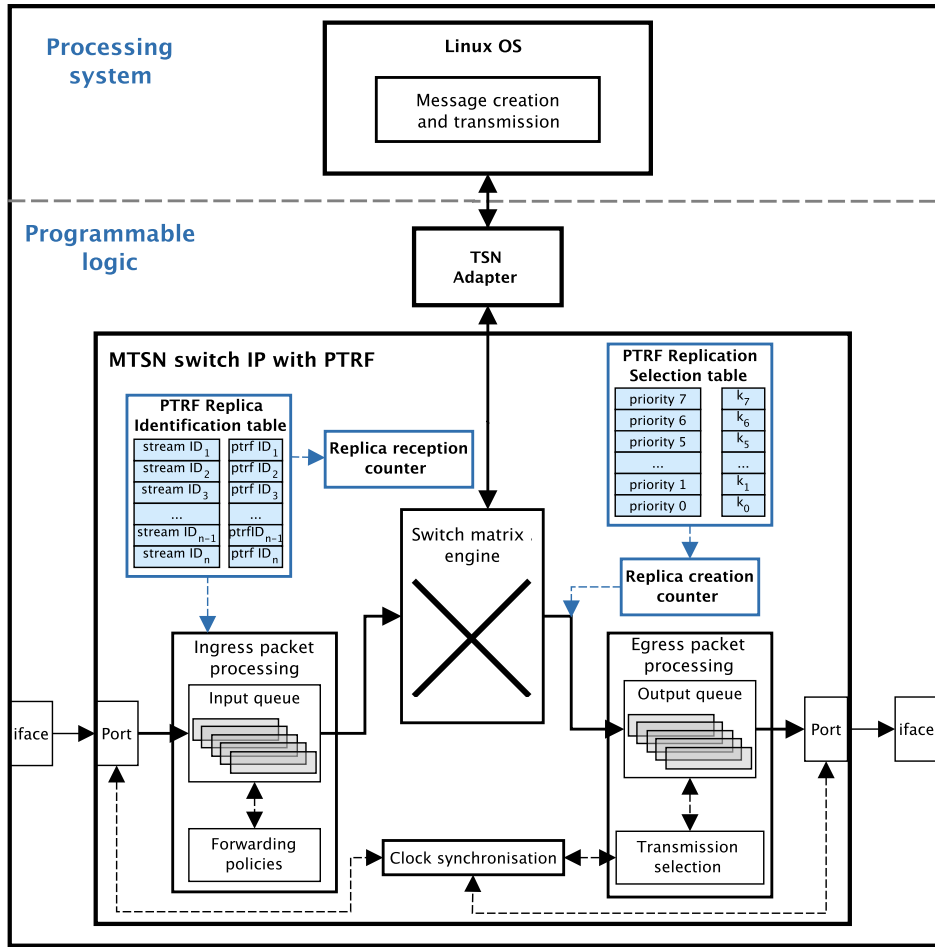 Processing
system
Linux OS
Message creation
and transmission
Programmable
logic
TSN
Adapter
MTSN switch IP with PTRF
PTRF Replica
Identification table
stream ID1 ptrf ID1
stream ID2 ptrf ID2
stream ID3 ptrf ID3
...
stream IDn-1 ptrfIDn-1
stream IDn ptrf IDn
Replica reception
counter
PTRF Replication
Selection table
priority 7 k7
priority 6 k6
priority 5 k5
... ...
priority 1 k1
priority 0 k0
Switch matrix
engine
Replica creation
counter
Ingress packet
processing
Input queue
Forwarding
policies
Egress packet
processing
Output queue
Transmission
selection
iface
Port
Port
iface
Clock synchronisation